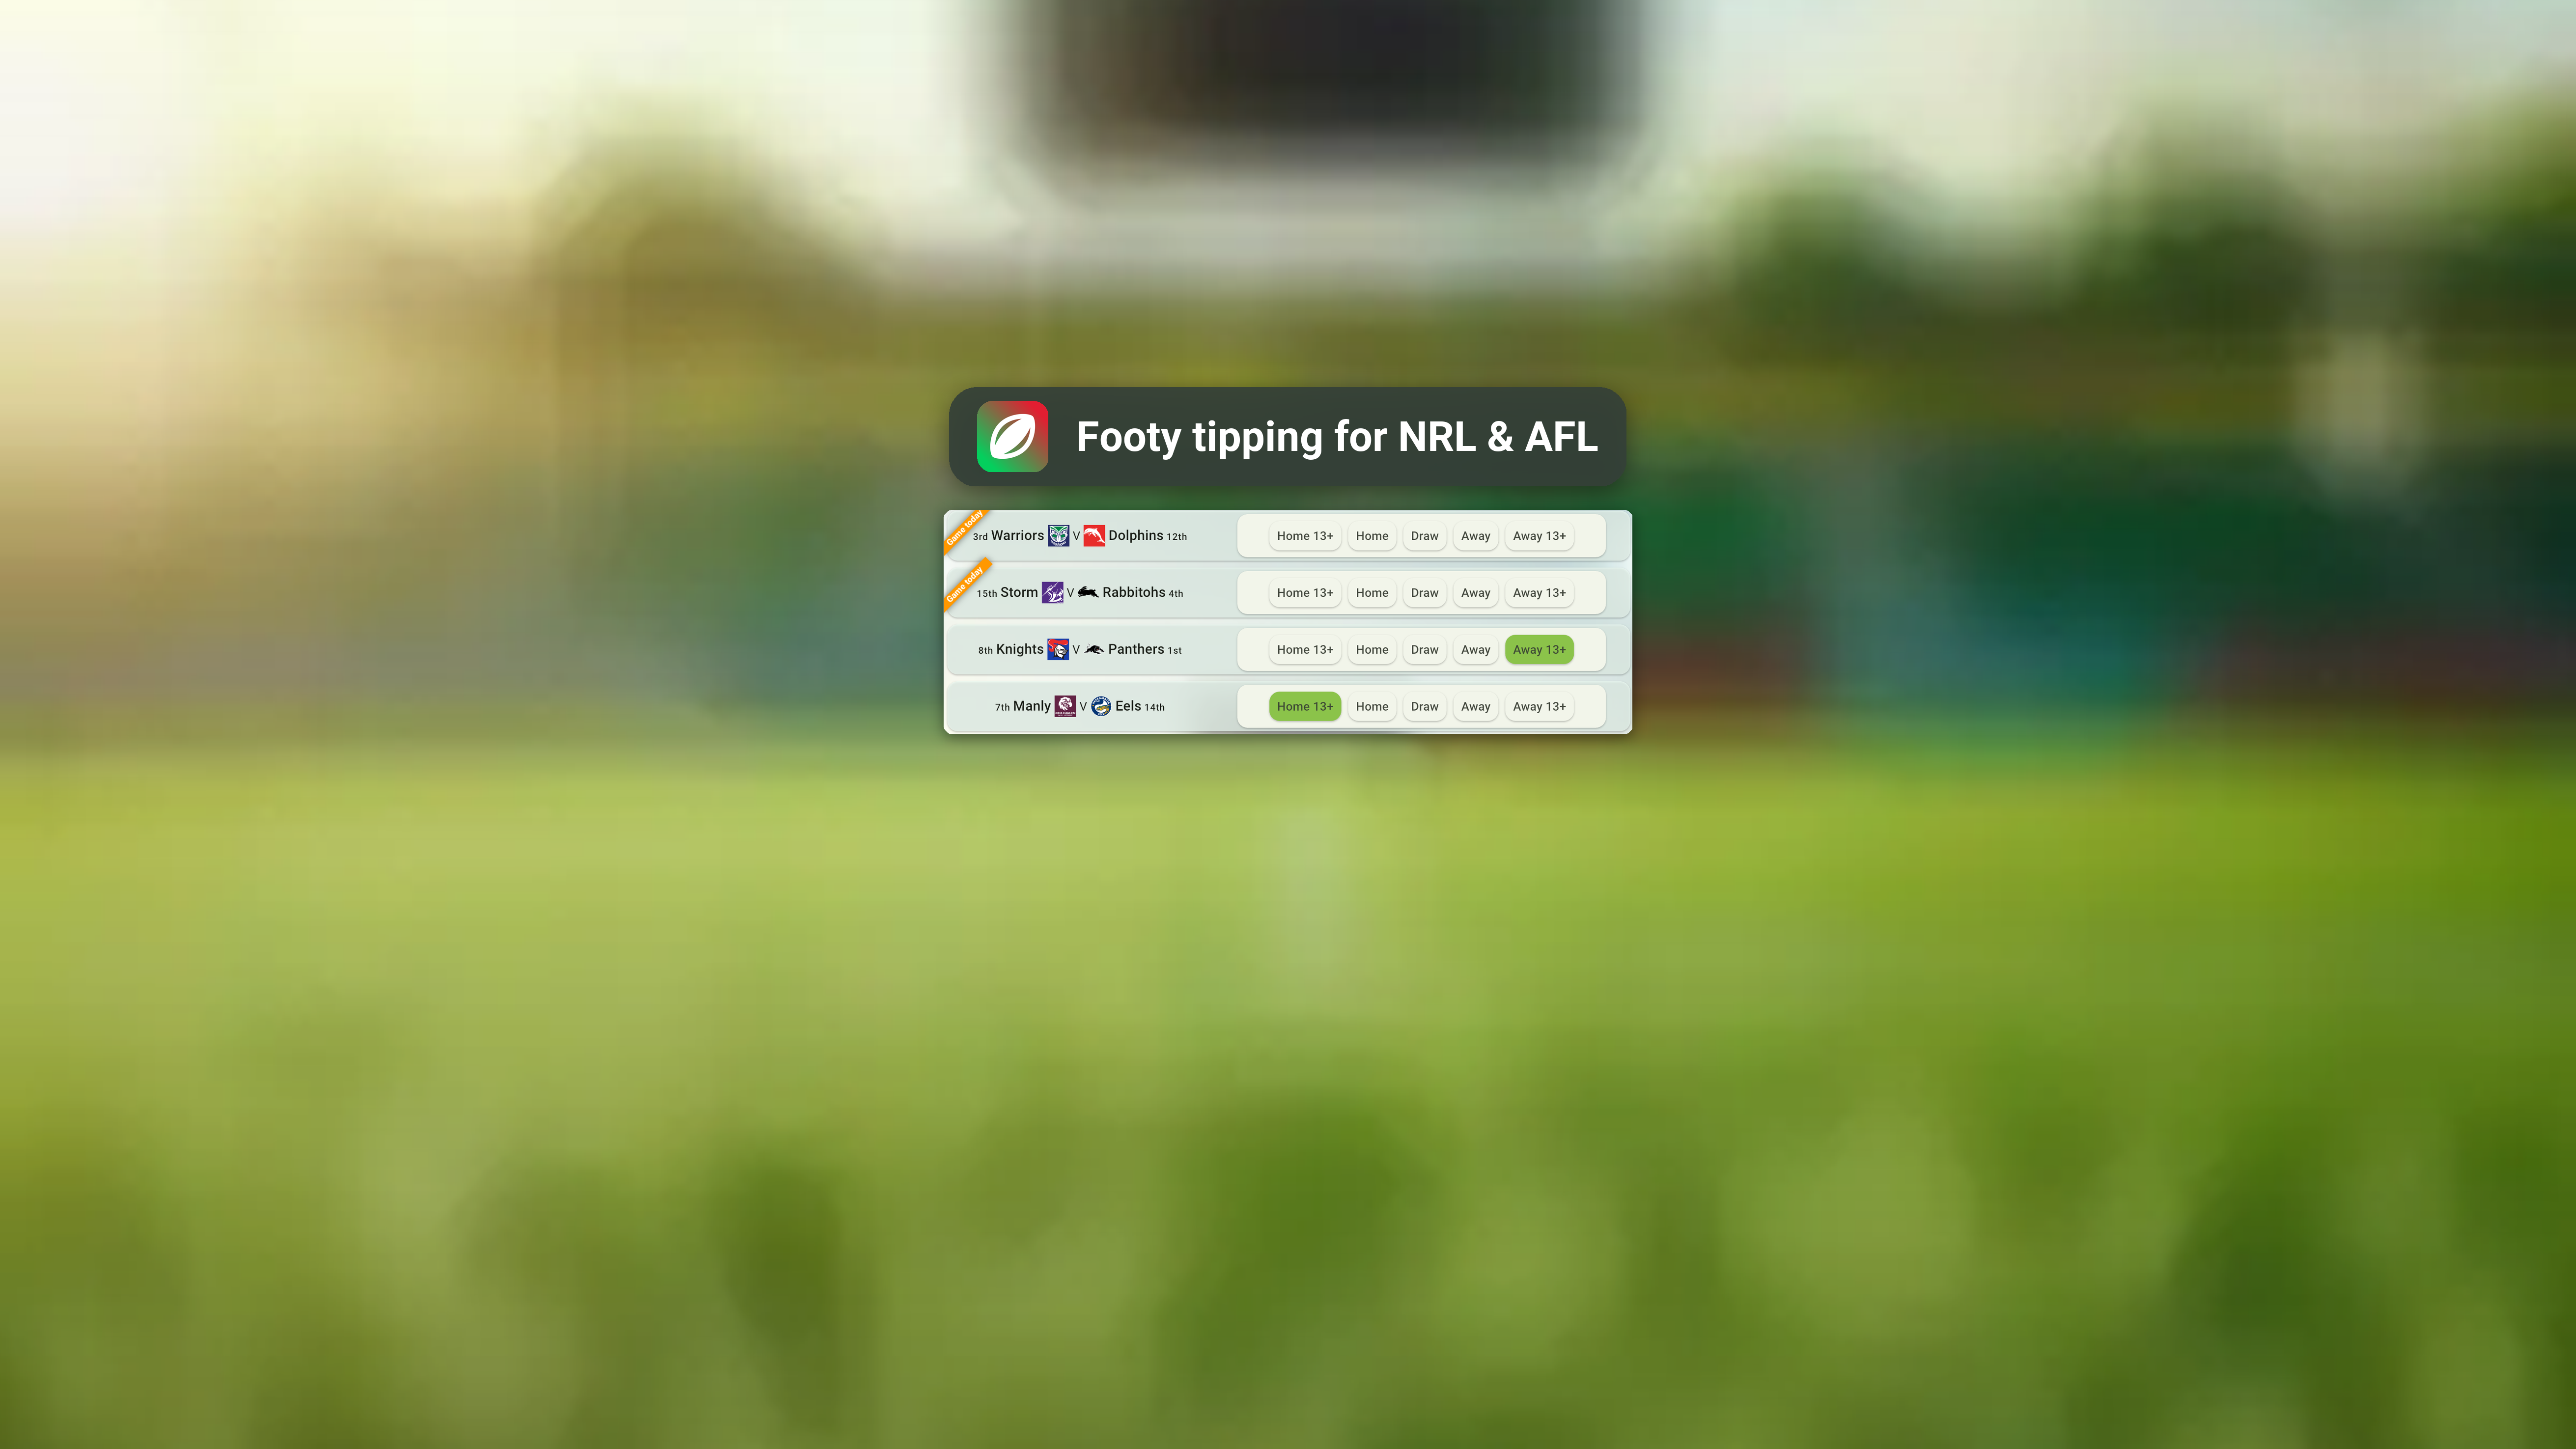 Footy tipping for NRL & AFL
Game today
3rd Warriors V Dolphins 12th Home 13+ Home Draw Away Away 13+
Game today
15th Storm V Rabbitohs 4th Home 13+ Home Draw Away Away 13+
8th Knights V Panthers 1st Home 13+ Home Draw Away Away 13+
7th Manly V Eels 14th Home 13+ Home Draw Away Away 13+